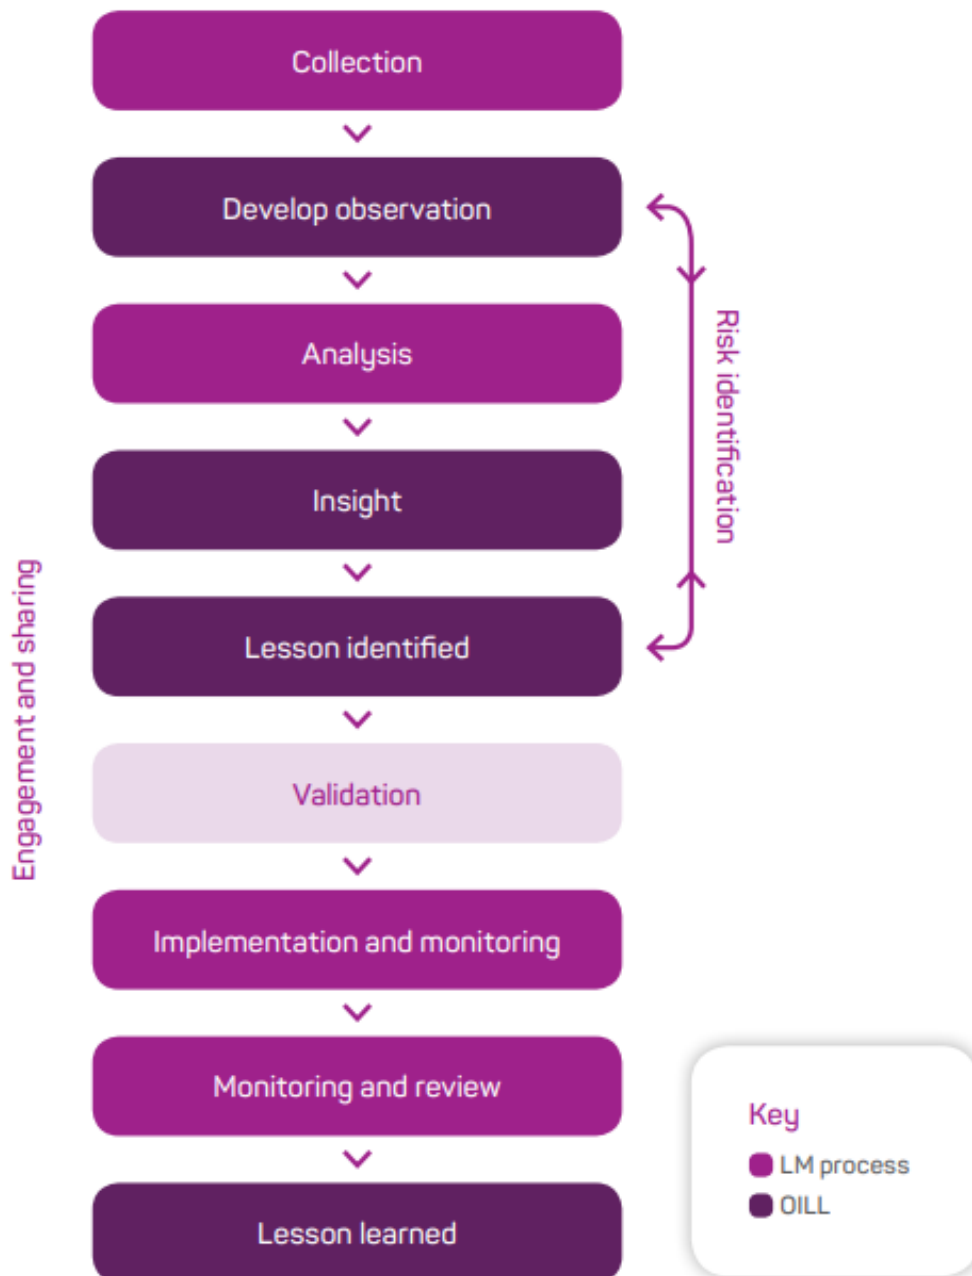 Collection
Develop observation
Analysis
Insight
Lesson identified
Validation
Implementation and monitoring
Monitoring and review
Lesson learned
Engagement and sharing
Risk identification
Key
LM process
OILL